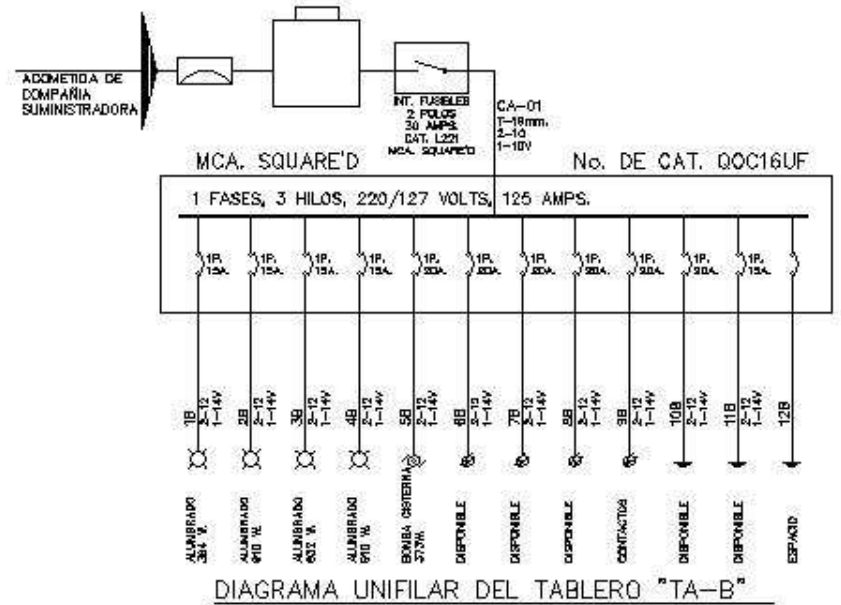 ACOMETIDA DE
COMPAÑIA
SUMINISTRADORA
INT. FUSIBLES
2 POLOS
30 AMPS.
CAT. L221
MCA. SQUARE'D
CA-01
T-19mm.
2-10
1-10V
MCA. SQUARE'D
No. DE CAT. QOC16UF
1 FASES, 3 HILOS, 220/127 VOLTS, 125 AMPS.
1P.
15A.
1P.
15A.
1P.
15A.
1P.
15A.
1P.
20A.
1P.
20A.
1P.
20A.
1P.
20A.
1P.
20A.
1P.
20A.
1P.
15A.
1B
2-12
1-14V
2B
2-12
1-14V
3B
2-12
1-14V
4B
2-12
1-14V
5B
2-12
1-14V
6B
2-12
1-14V
7B
2-12
1-14V
8B
2-12
1-14V
9B
2-12
1-14V
10B
2-12
1-14V
11B
2-12
1-14V
12B
ALUMBRADO
W.
ALUMBRADO
W.
ALUMBRADO
W.
ALUMBRADO
W.
BOMBA CISTERNA
373W.
DISPONIBLE
DISPONIBLE
DISPONIBLE
CONTACTOS
DISPONIBLE
DISPONIBLE
ESPACIO
DIAGRAMA UNIFILAR DEL TABLERO "TA-B"